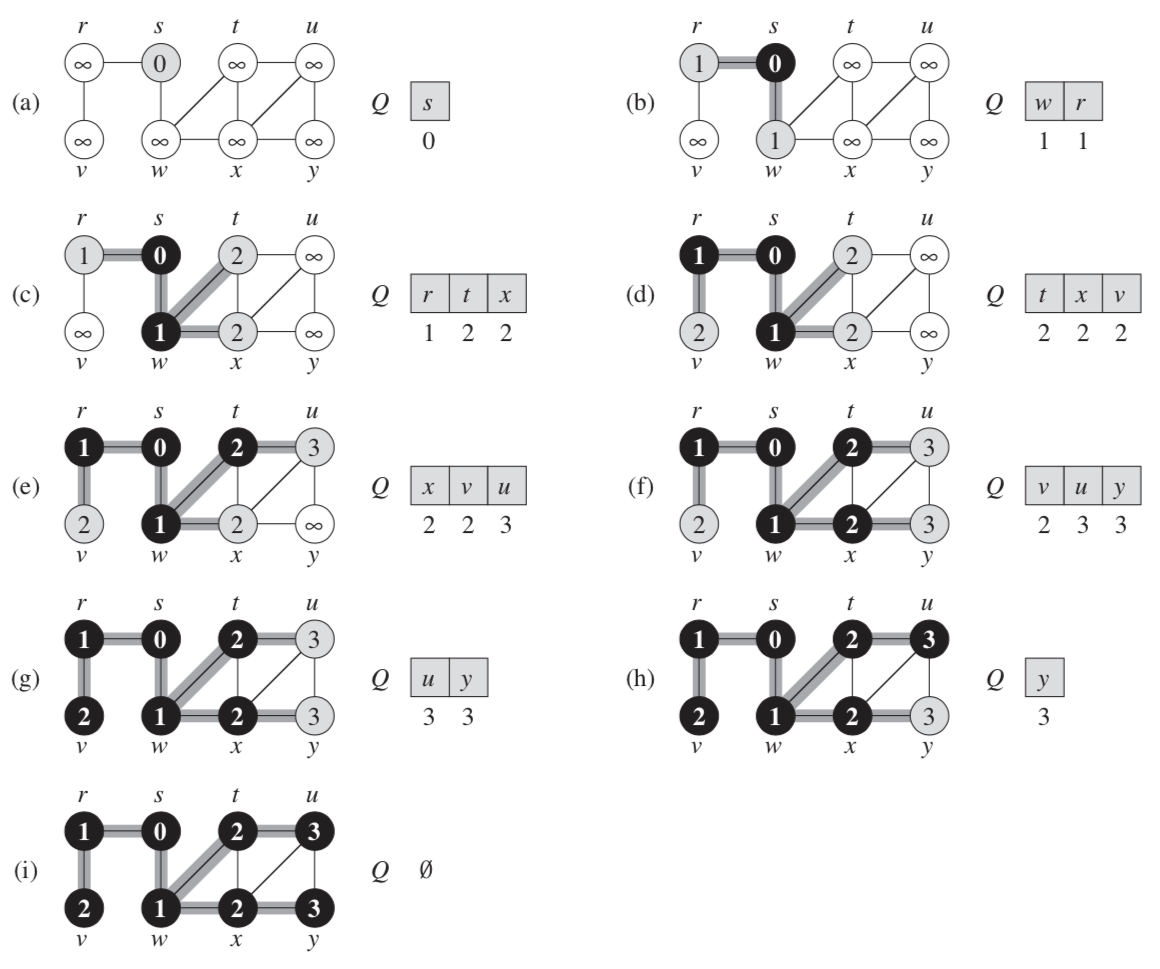 r s t u r s t u
(a) ∞ 0 ∞ ∞ Q s (b) 1 0 ∞ ∞ Q w r
∞ ∞ ∞ ∞ 0 ∞ 1 ∞ ∞ 1 1
v w x y v w x y
r s t u r s t u
(c) 1 0 2 ∞ Q r t x (d) 1 0 2 ∞ Q t x v
∞ 1 2 ∞ 1 2 2 2 1 2 ∞ 2 2 2
v w x y v w x y
r s t u r s t u
(e) 1 0 2 3 Q x v u (f) 1 0 2 3 Q v u y
2 1 2 ∞ 2 2 3 2 1 2 3 2 3 3
v w x y v w x y
r s t u r s t u
(g) 1 0 2 3 Q u y (h) 1 0 2 3 Q y
2 1 2 3 3 3 2 1 2 3 3
v w x y v w x y
r s t u
(i) 1 0 2 3 Q ∅
2 1 2 3
v w x y